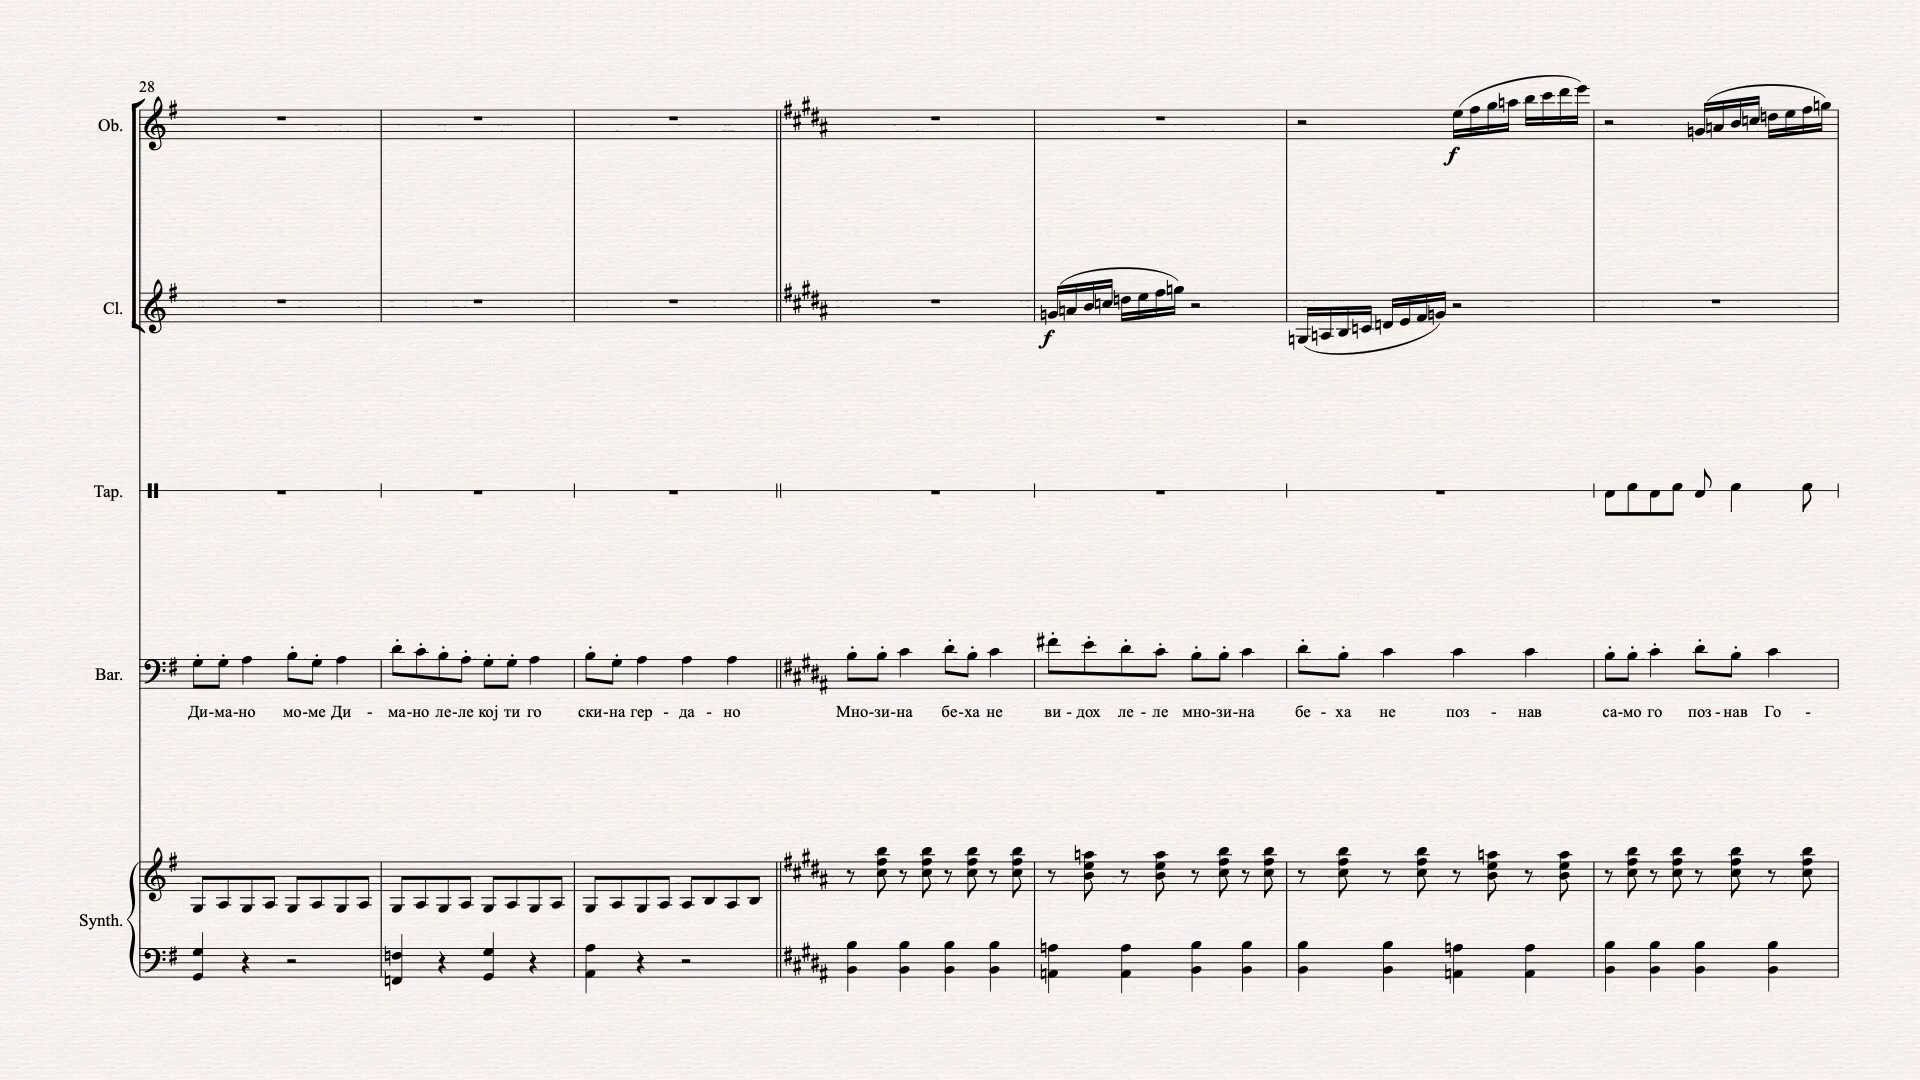 28
Ob.
f
Cl.
f
Tap.
Bar.
Ди-ма-но мо-ме Ди - ма-но ле-ле кој ти го ски-на гер - да - но Мно-зи-на бе-ха не ви - дох ле - ле мно-зи-на бе - ха не поз - нав са-мо го поз - нав Го -
Synth.